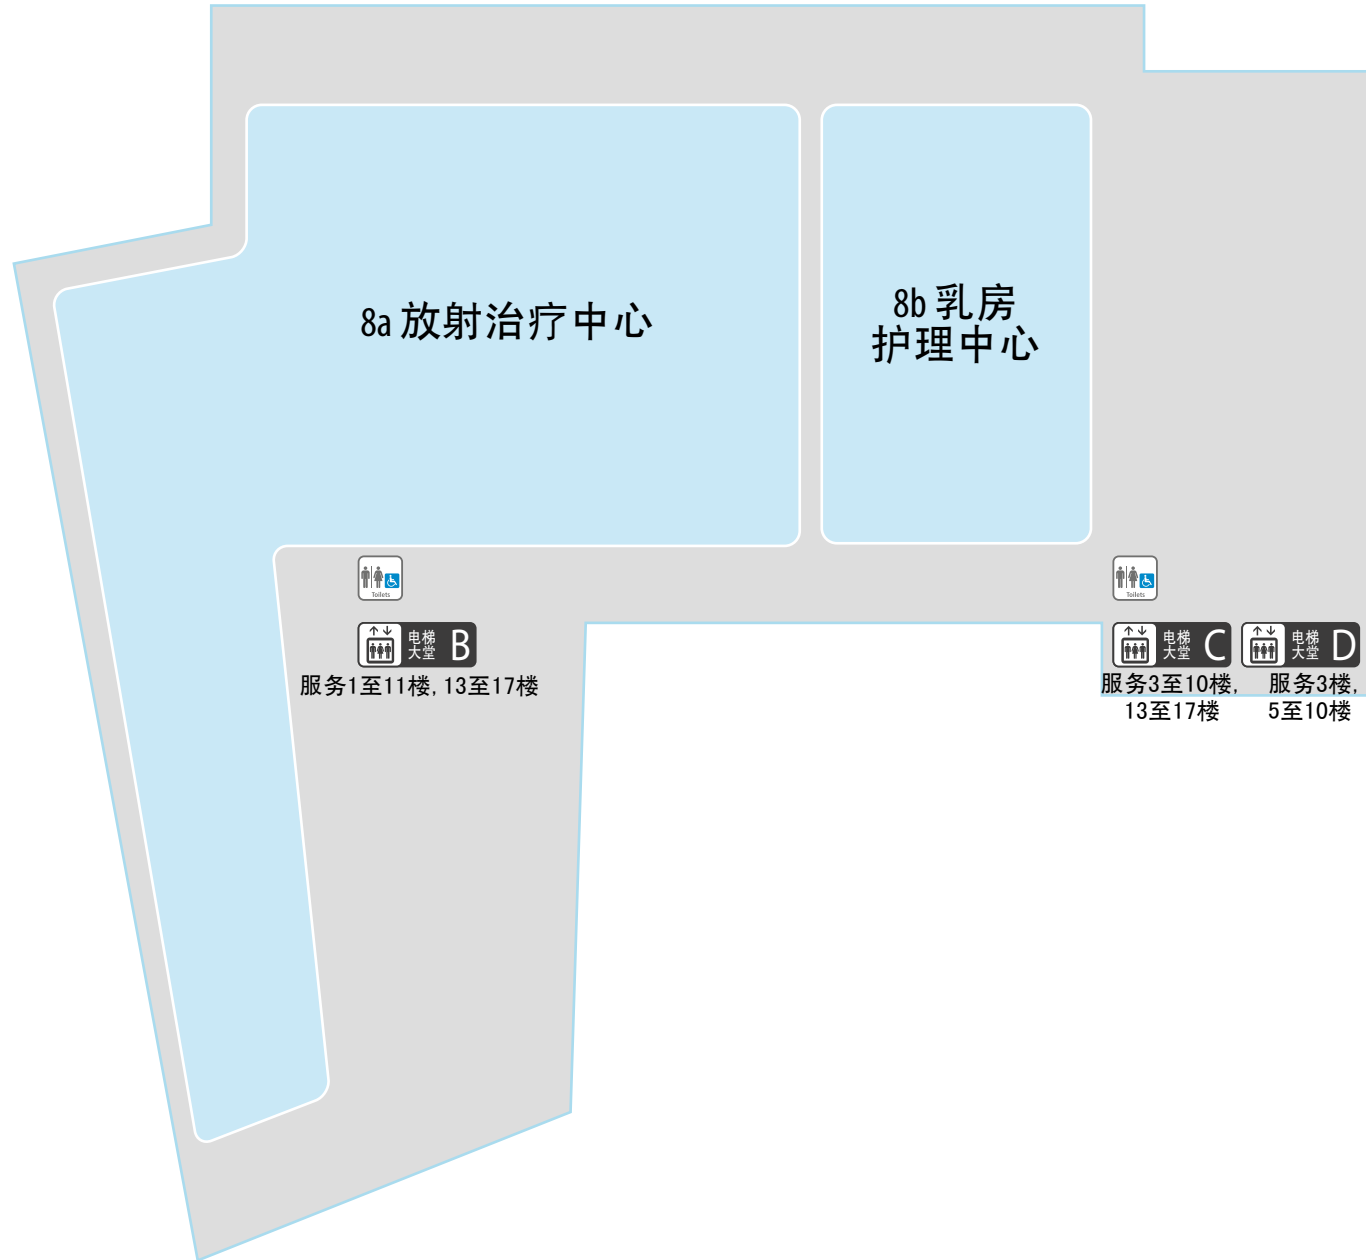 8a 放射治疗中心
8b 乳房
护理中心
Toilets
Toilets
电梯
大堂
B
服务1至11楼, 13至17楼
电梯
大堂
C
服务3至10楼,
13至17楼
电梯
大堂
D
服务3楼,
5至10楼